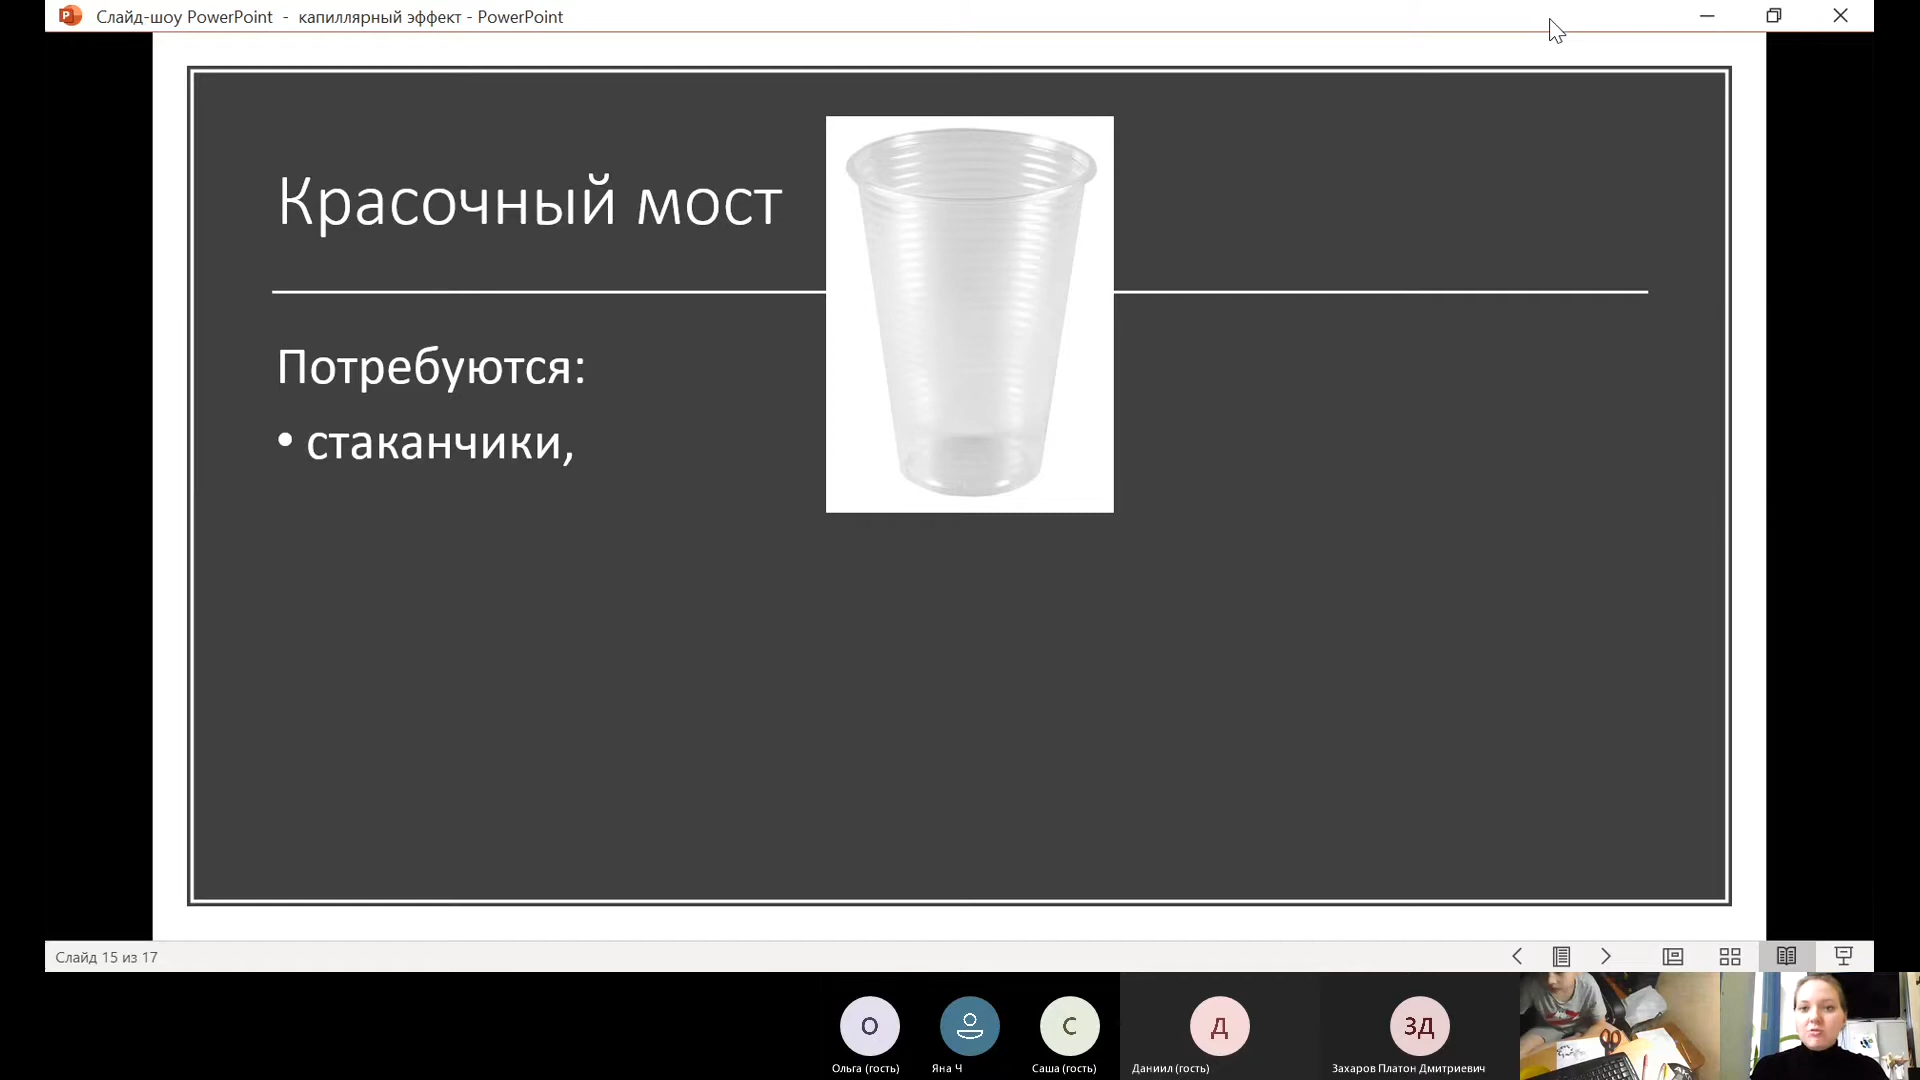 Слайд-шоу PowerPoint - капиллярный эффект - PowerPoint
Красочный мост
Потребуются:
• стаканчики,
Слайд 15 из 17
О
С
Д
ЗД
Ольга (гость)
Яна Ч
Саша (гость)
Даниил (гость)
Захаров Платон Дмитриевич